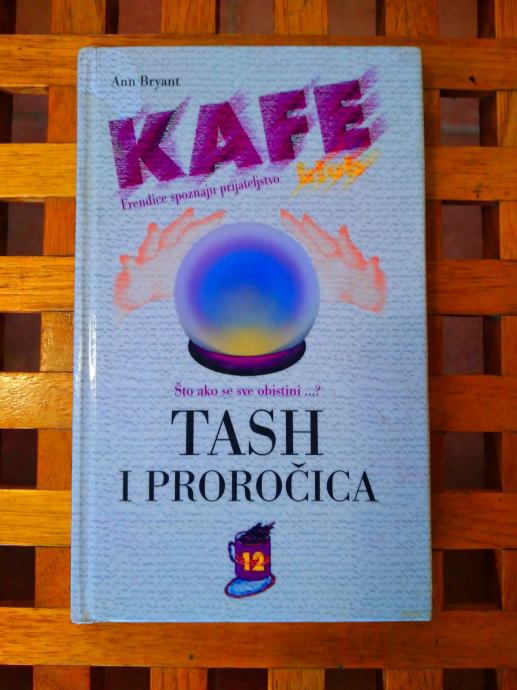 Ann Bryant
KAFE
klub
Frendice spoznaju prijateljstvo
Što ako se sve obistini ...?
TASH
I PROROČICA
12